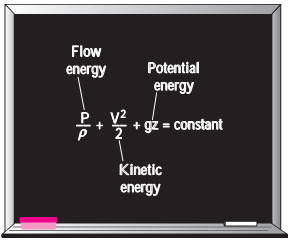 Flow
energy
Potential
energy
P/ρ + V²/2 + gz = constant
Kinetic
energy